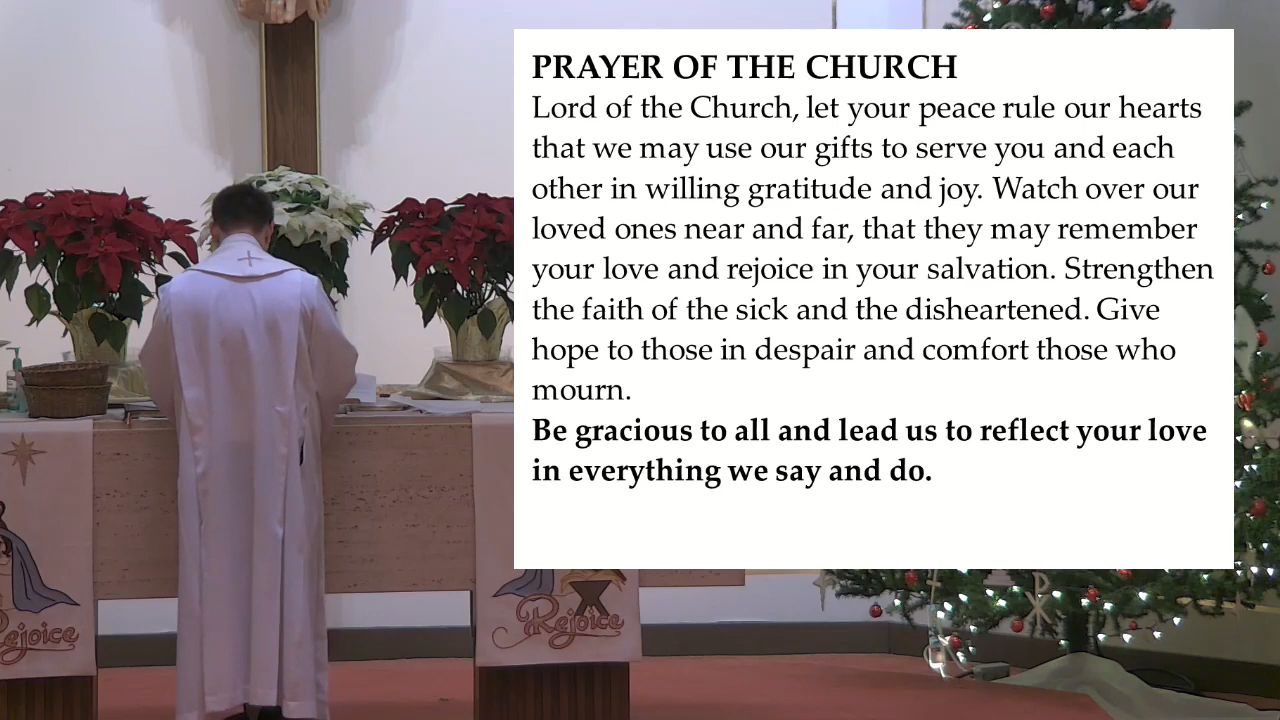 PRAYER OF THE CHURCH
Lord of the Church, let your peace rule our hearts
that we may use our gifts to serve you and each
other in willing gratitude and joy. Watch over our
loved ones near and far, that they may remember
your love and rejoice in your salvation. Strengthen
the faith of the sick and the disheartened. Give
hope to those in despair and comfort those who
mourn.
Be gracious to all and lead us to reflect your love
in everything we say and do.
Rejoice
Rejoice